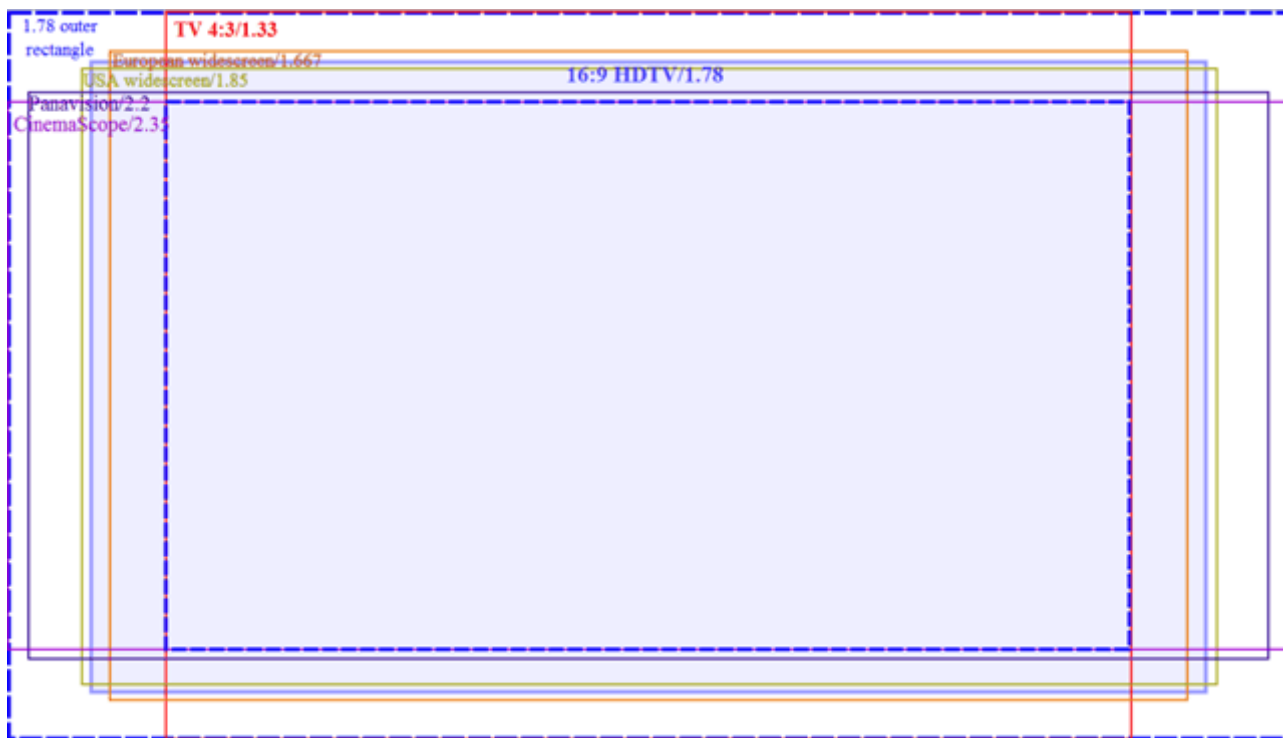 1.78 outer
rectangle
TV 4:3/1.33
European widescreen/1.667
16:9 HDTV/1.78
USA widescreen/1.85
Panavision/2.2
CinemaScope/2.35